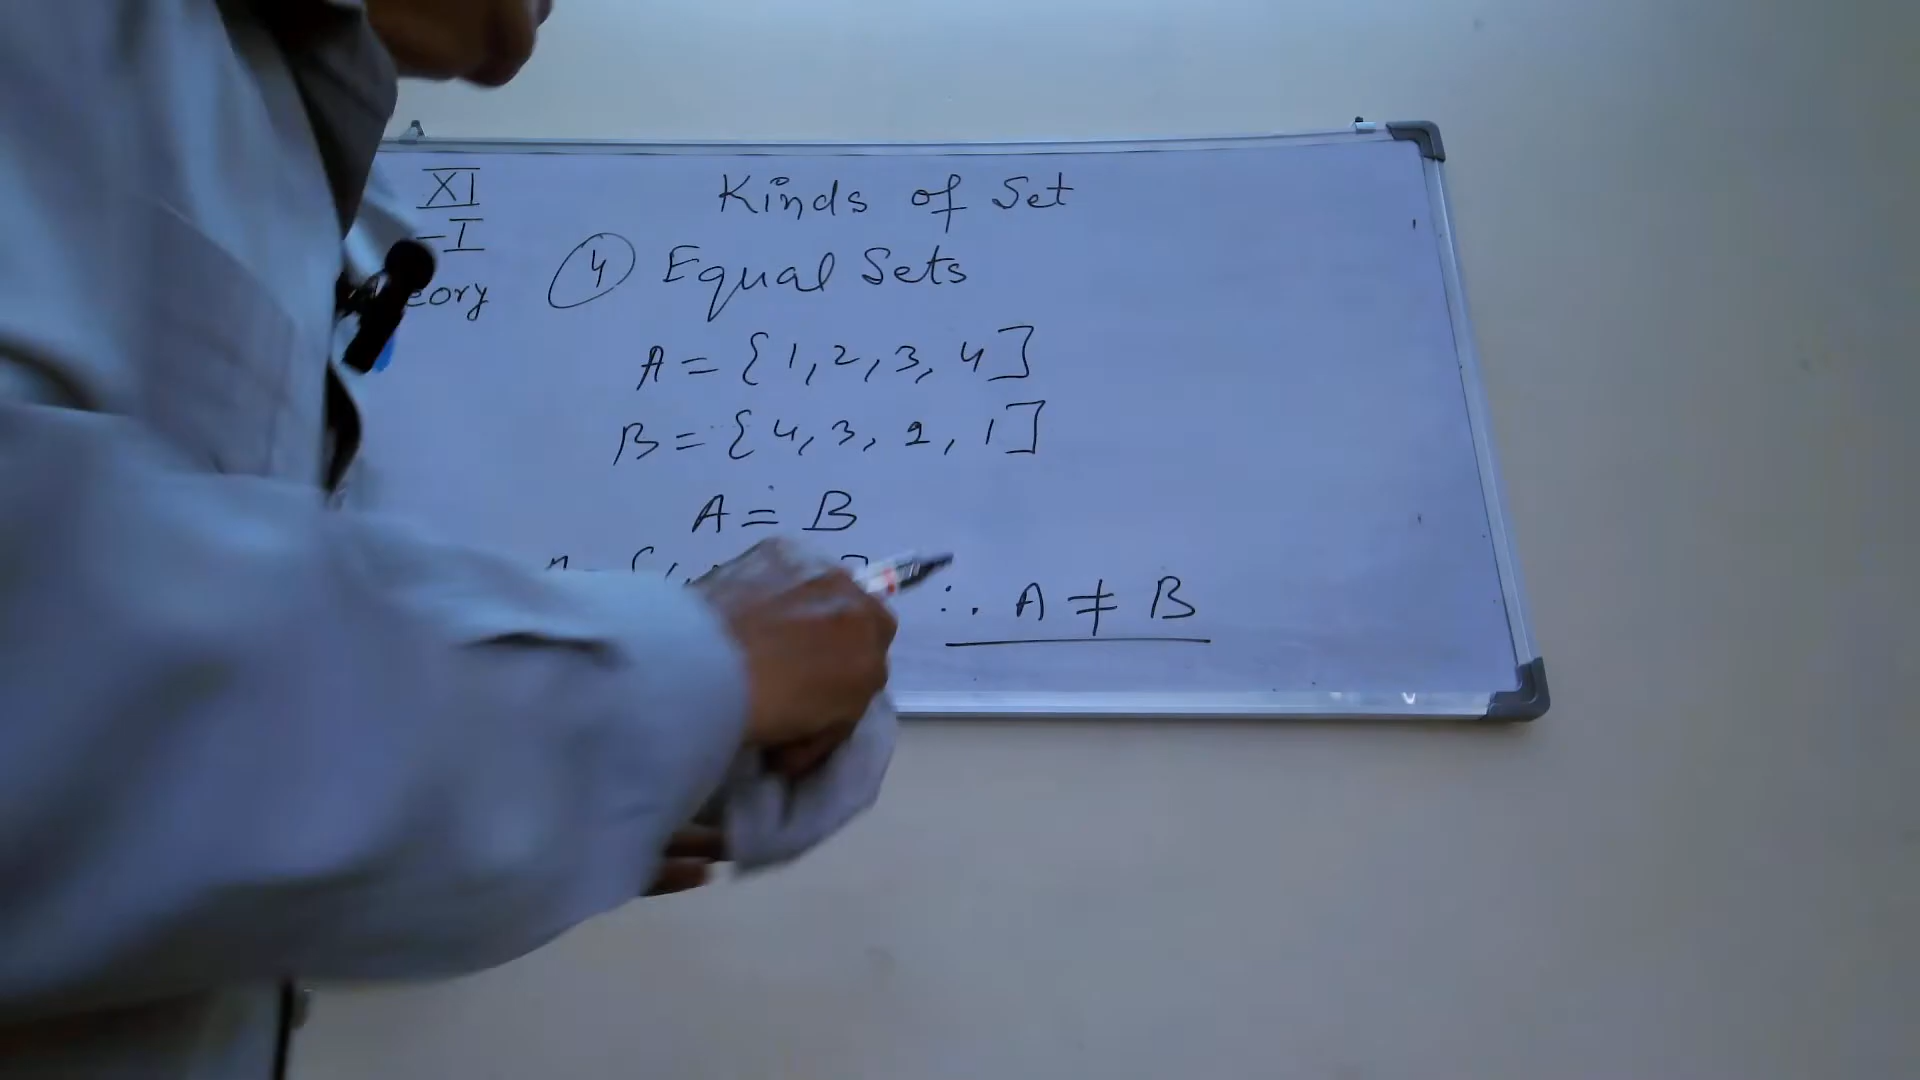 XI
-I
eory
Kinds of Set
4 Equal Sets
A = {1, 2, 3, 4]
B = {4, 3, 2, 1]
A = B
∴ A ≠ B